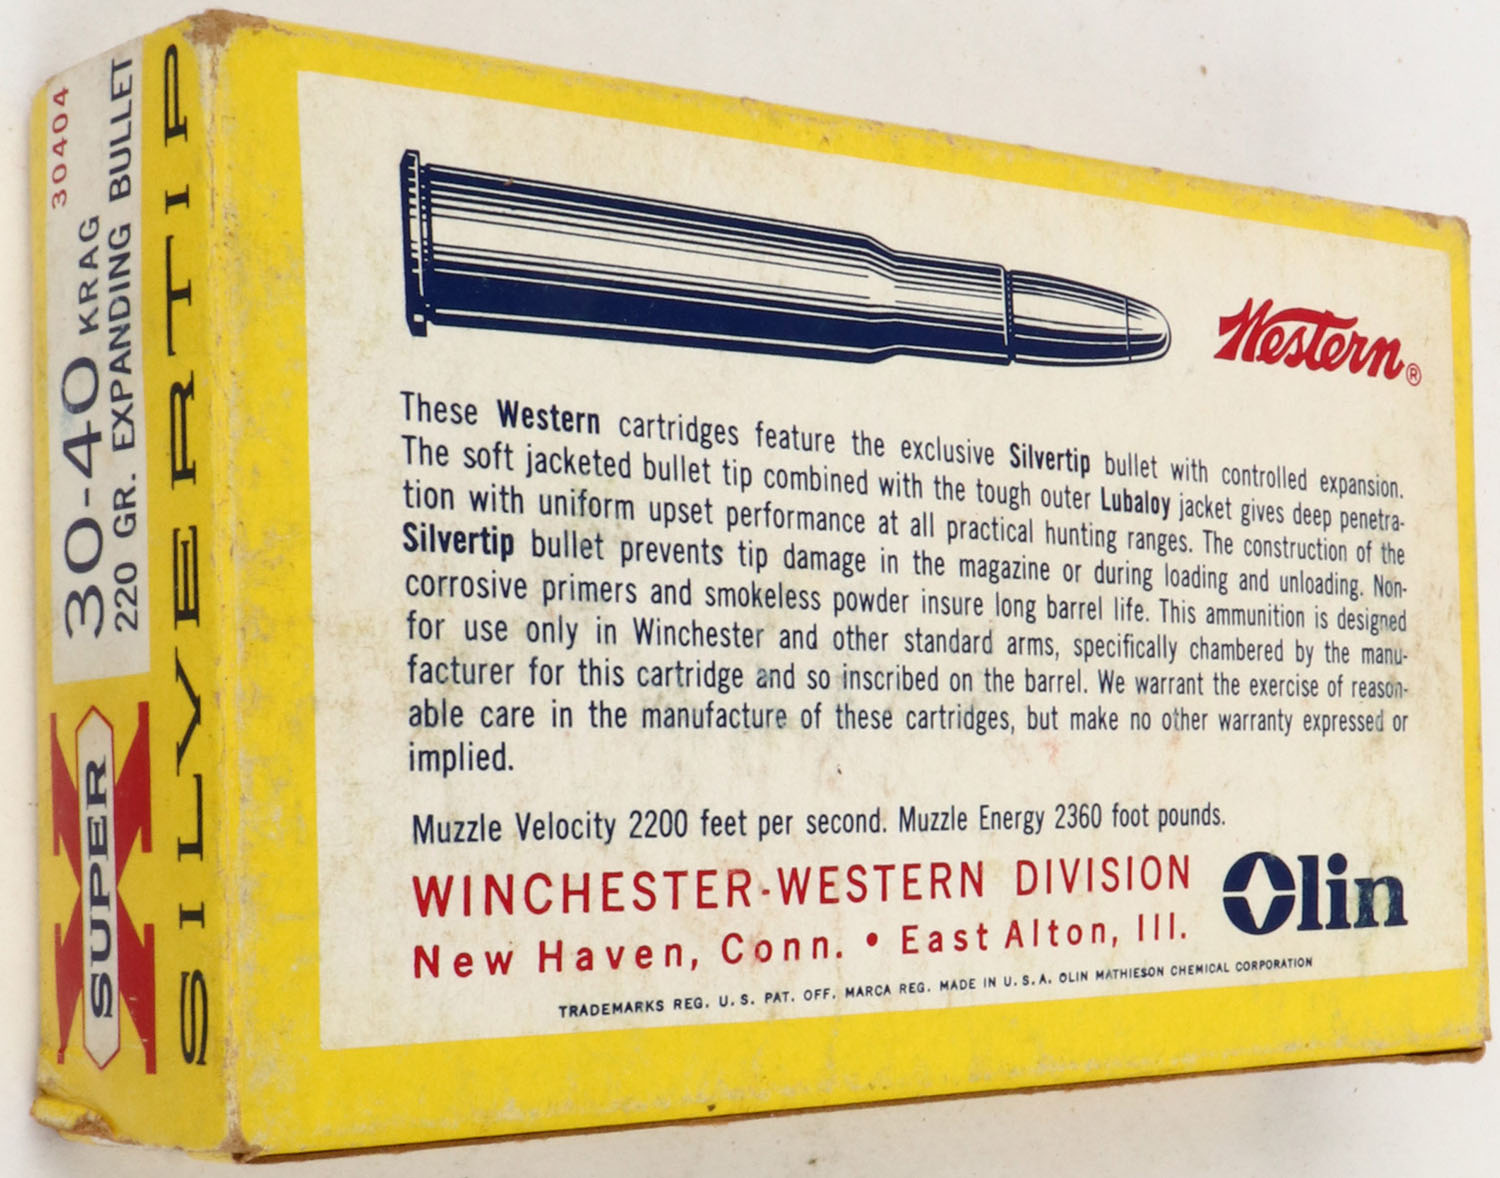 30404
30-40 KRAG
220 GR. EXPANDING BULLET
SUPER X
SILVERTIP
Western®
These Western cartridges feature the exclusive Silvertip bullet with controlled expansion.
The soft jacketed bullet tip combined with the tough outer Lubaloy jacket gives deep penetra-
tion with uniform upset performance at all practical hunting ranges. The construction of the
Silvertip bullet prevents tip damage in the magazine or during loading and unloading. Non-
corrosive primers and smokeless powder insure long barrel life. This ammunition is designed
for use only in Winchester and other standard arms, specifically chambered by the manu-
facturer for this cartridge and so inscribed on the barrel. We warrant the exercise of reason-
able care in the manufacture of these cartridges, but make no other warranty expressed or
implied.
Muzzle Velocity 2200 feet per second. Muzzle Energy 2360 foot pounds.
WINCHESTER-WESTERN DIVISION
New Haven, Conn. • East Alton, Ill.
Olin
TRADEMARKS REG. U.S. PAT. OFF. MARCA REG. MADE IN U.S.A. OLIN MATHIESON CHEMICAL CORPORATION